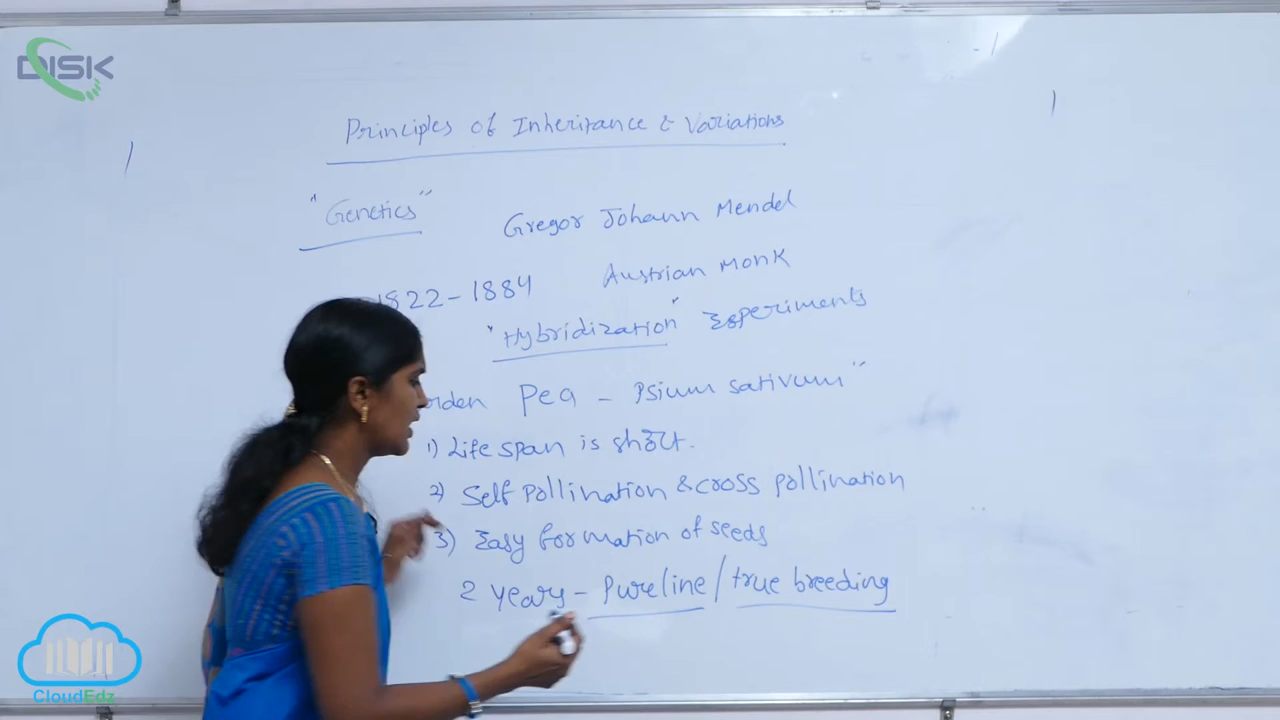 DISK
Principles of Inheritance & Variations
"Genetics"
Gregor Johann Mendel
1822-1884 Austrian Monk
"Hybridization" Experiments
rden Pea - Psium sativum"
1) Life span is short.
2) Self pollination & cross pollination
3) Easy formation of seeds
2 years - Pureline / true breeding
CloudEdz